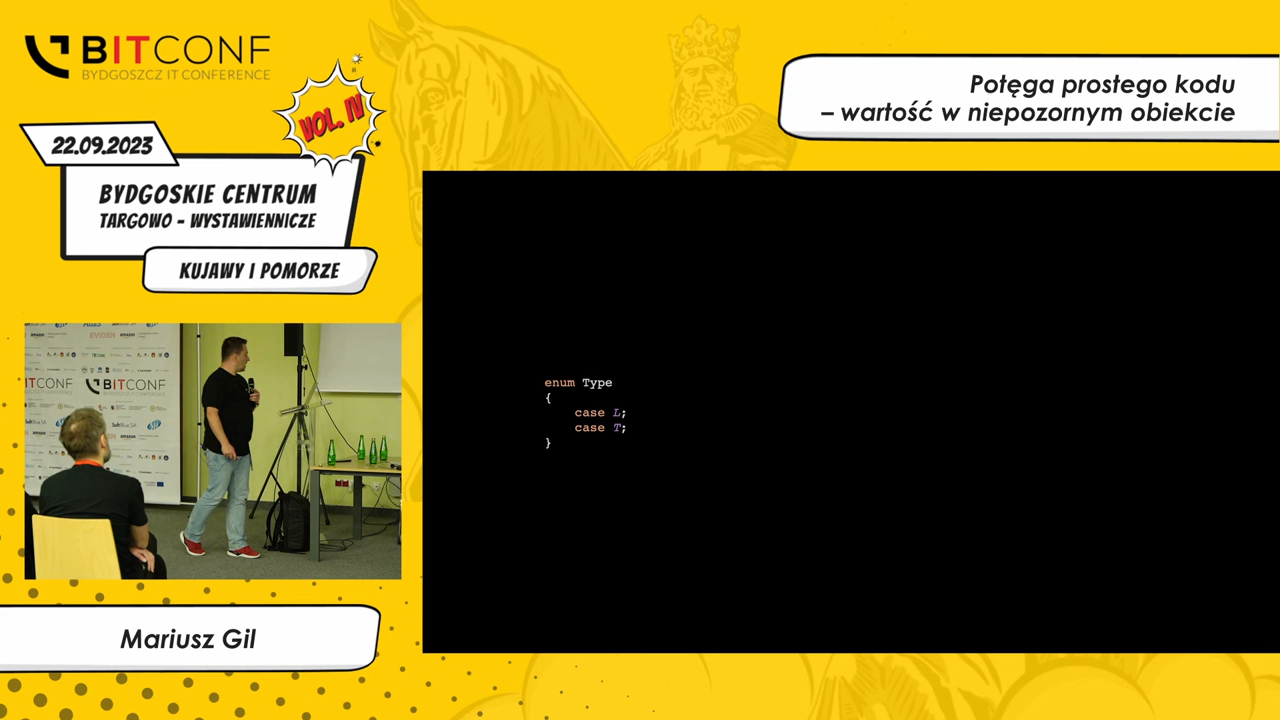 BITCONF
BYDGOSZCZ IT CONFERENCE
VOL. IV
22.09.2023
BYDGOSKIE CENTRUM
TARGOWO - WYSTAWIENNICZE
KUJAWY I POMORZE
Potęga prostego kodu
– wartość w niepozornym obiekcie
enum Type
{
case L;
case T;
}
BITCONF
Mariusz Gil